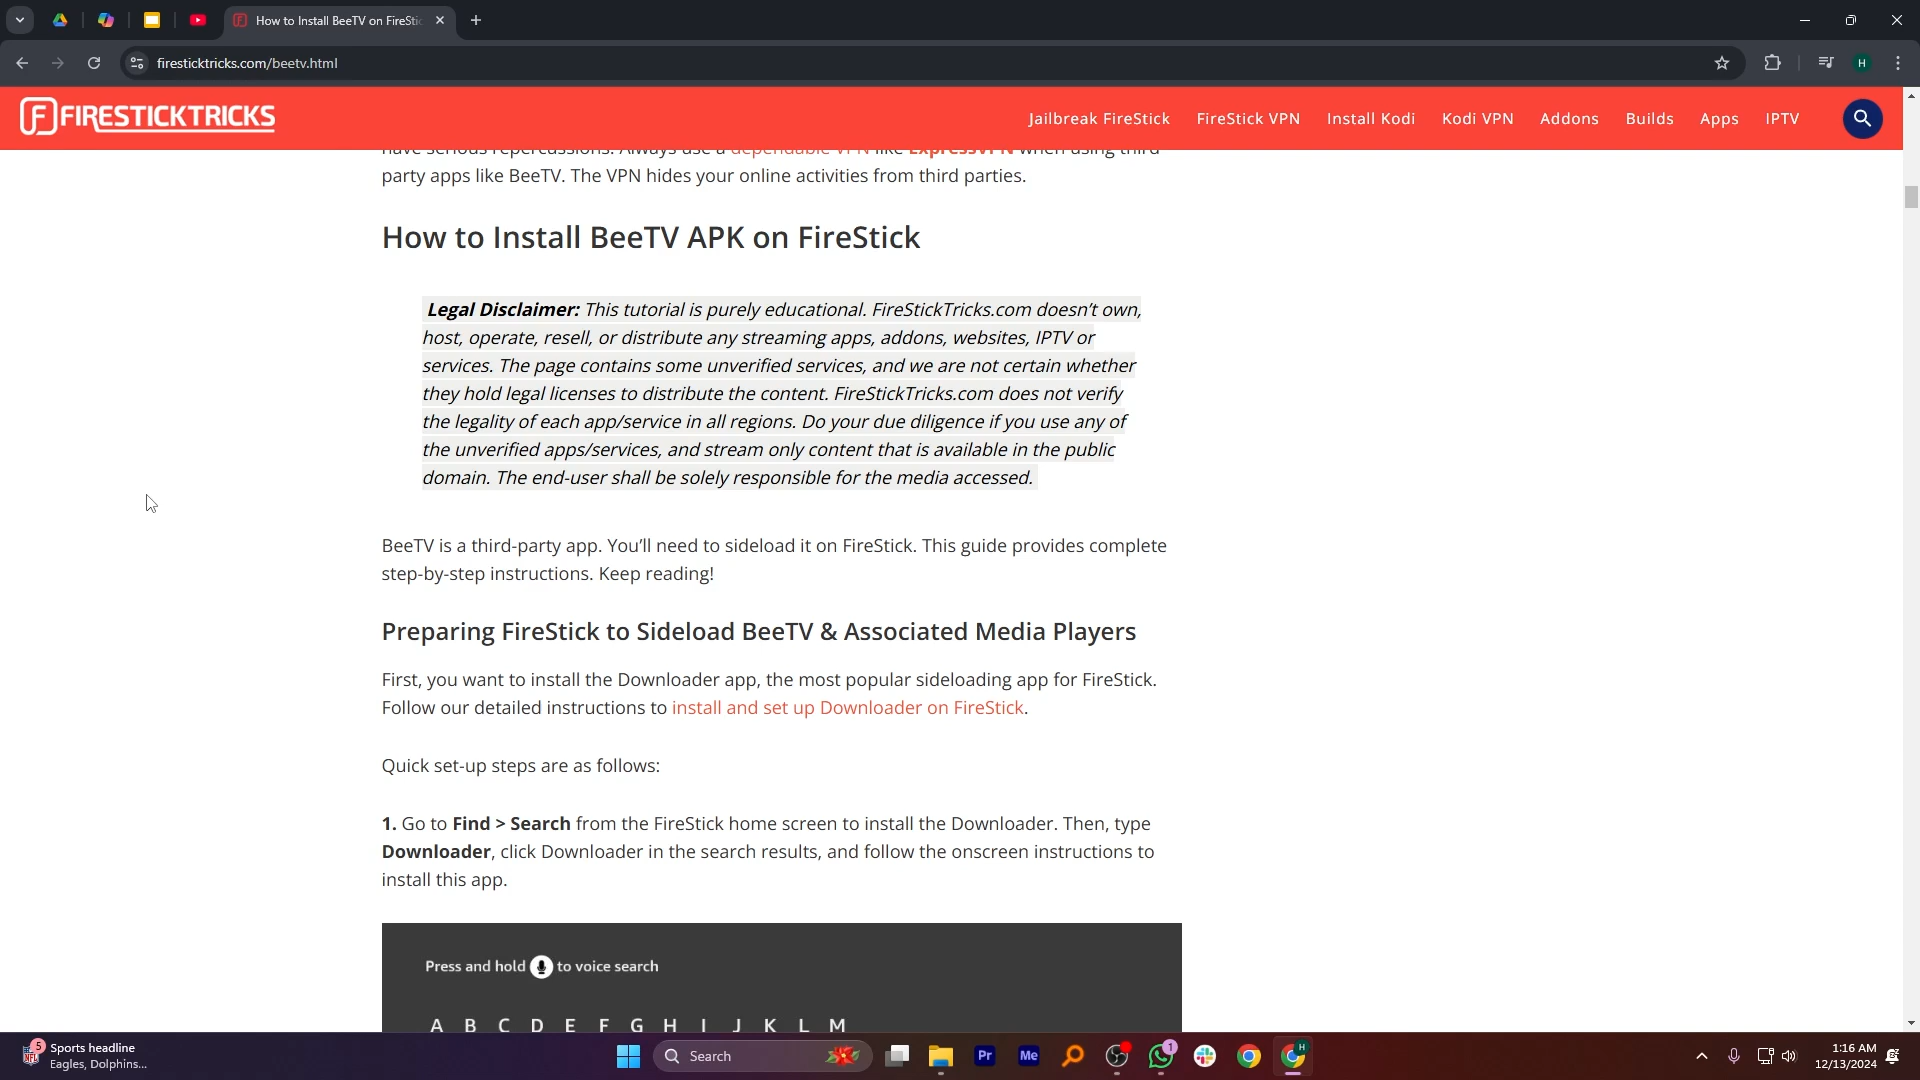 How to Install BeeTV on FireStic
firesticktricks.com/beetv.html
H
FIRESTICKTRICKS
Jailbreak FireStick FireStick VPN Install Kodi Kodi VPN Addons Builds Apps IPTV
have serious repercussions. Always use a dependable VPN like ExpressVPN when using third-
party apps like BeeTV. The VPN hides your online activities from third parties.
How to Install BeeTV APK on FireStick
Legal Disclaimer: This tutorial is purely educational. FireStickTricks.com doesn’t own,
host, operate, resell, or distribute any streaming apps, addons, websites, IPTV or
services. The page contains some unverified services, and we are not certain whether
they hold legal licenses to distribute the content. FireStickTricks.com does not verify
the legality of each app/service in all regions. Do your due diligence if you use any of
the unverified apps/services, and stream only content that is available in the public
domain. The end-user shall be solely responsible for the media accessed.
BeeTV is a third-party app. You’ll need to sideload it on FireStick. This guide provides complete
step-by-step instructions. Keep reading!
Preparing FireStick to Sideload BeeTV & Associated Media Players
First, you want to install the Downloader app, the most popular sideloading app for FireStick.
Follow our detailed instructions to install and set up Downloader on FireStick.
Quick set-up steps are as follows:
1. Go to Find > Search from the FireStick home screen to install the Downloader. Then, type
Downloader, click Downloader in the search results, and follow the onscreen instructions to
install this app.
Press and hold to voice search
A B C D E F G H I J K L M
5
Sports headline
Eagles, Dolphins...
Search
Pr
Me
1
H
1:16 AM
12/13/2024